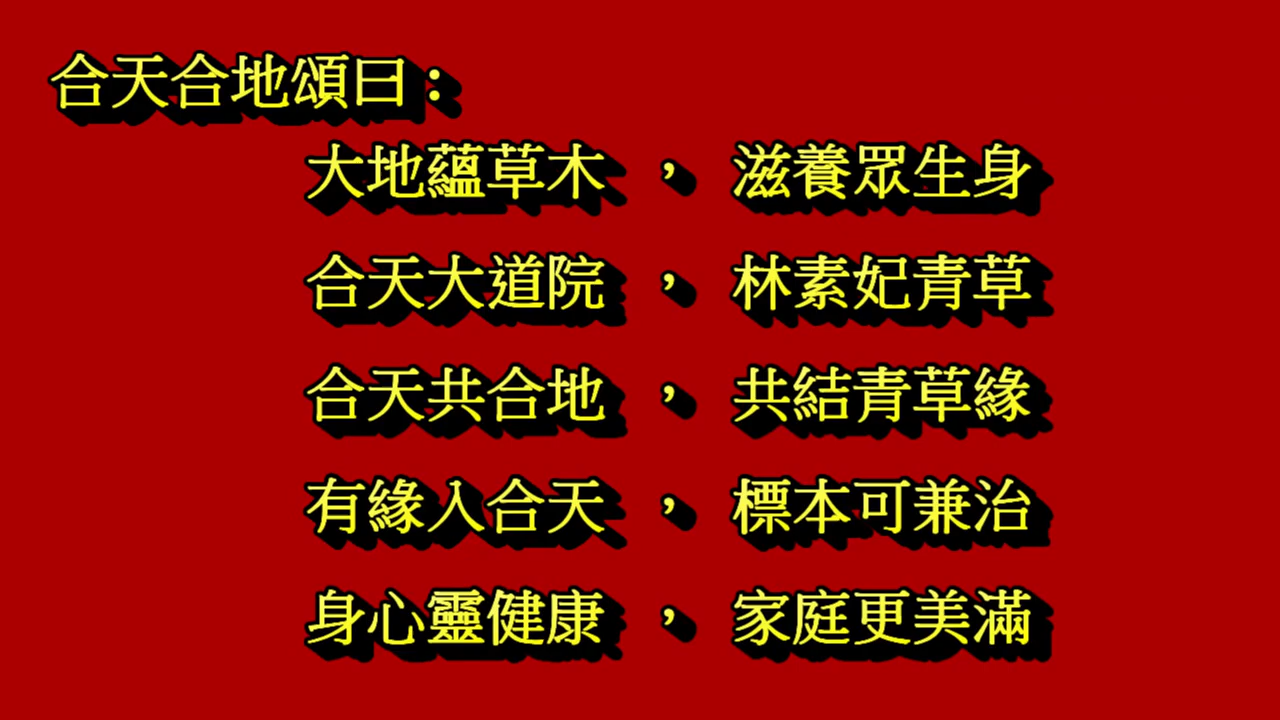 合天合地頌曰：
大地蘊草木 ， 滋養眾生身
合天大道院 ， 林素妃青草
合天共合地 ， 共結青草緣
有緣入合天 ， 標本可兼治
身心靈健康 ， 家庭更美滿